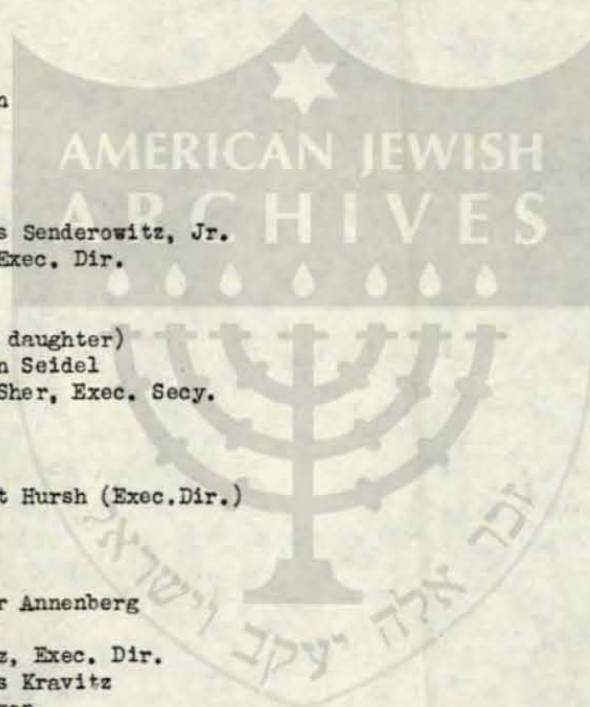 n
AMERICAN JEWISH
ARCHIVES
s Senderowitz, Jr.
Exec. Dir.
daughter)
n Seidel
Sher, Exec. Secy.
t Hursh (Exec.Dir.)
r Annenberg
z, Exec. Dir.
s Kravitz
זכר אלה יעקב וישראל